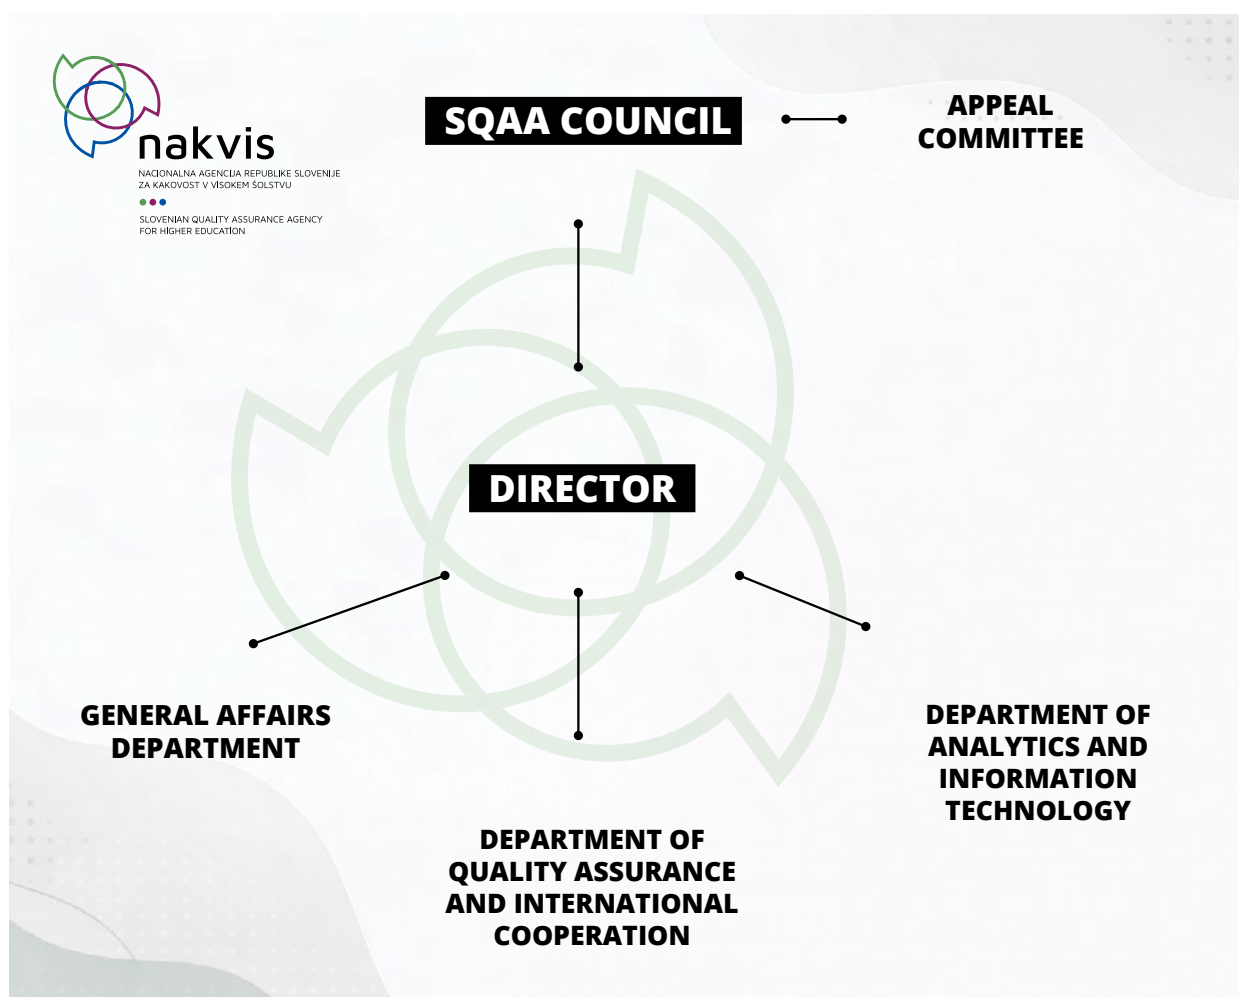 nakvis
NACIONALNA AGENCIJA REPUBLIKE SLOVENIJE
ZA KAKOVOST V VISOKEM ŠOLSTVU
SLOVENIAN QUALITY ASSURANCE AGENCY
FOR HIGHER EDUCATION
SQAA COUNCIL
APPEAL
COMMITTEE
DIRECTOR
GENERAL AFFAIRS
DEPARTMENT
DEPARTMENT OF
QUALITY ASSURANCE
AND INTERNATIONAL
COOPERATION
DEPARTMENT OF
ANALYTICS AND
INFORMATION
TECHNOLOGY